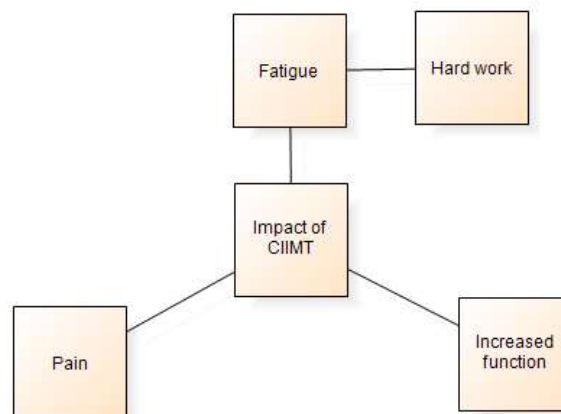 Fatigue
Hard work
Impact of
CIIMT
Pain
Increased
function